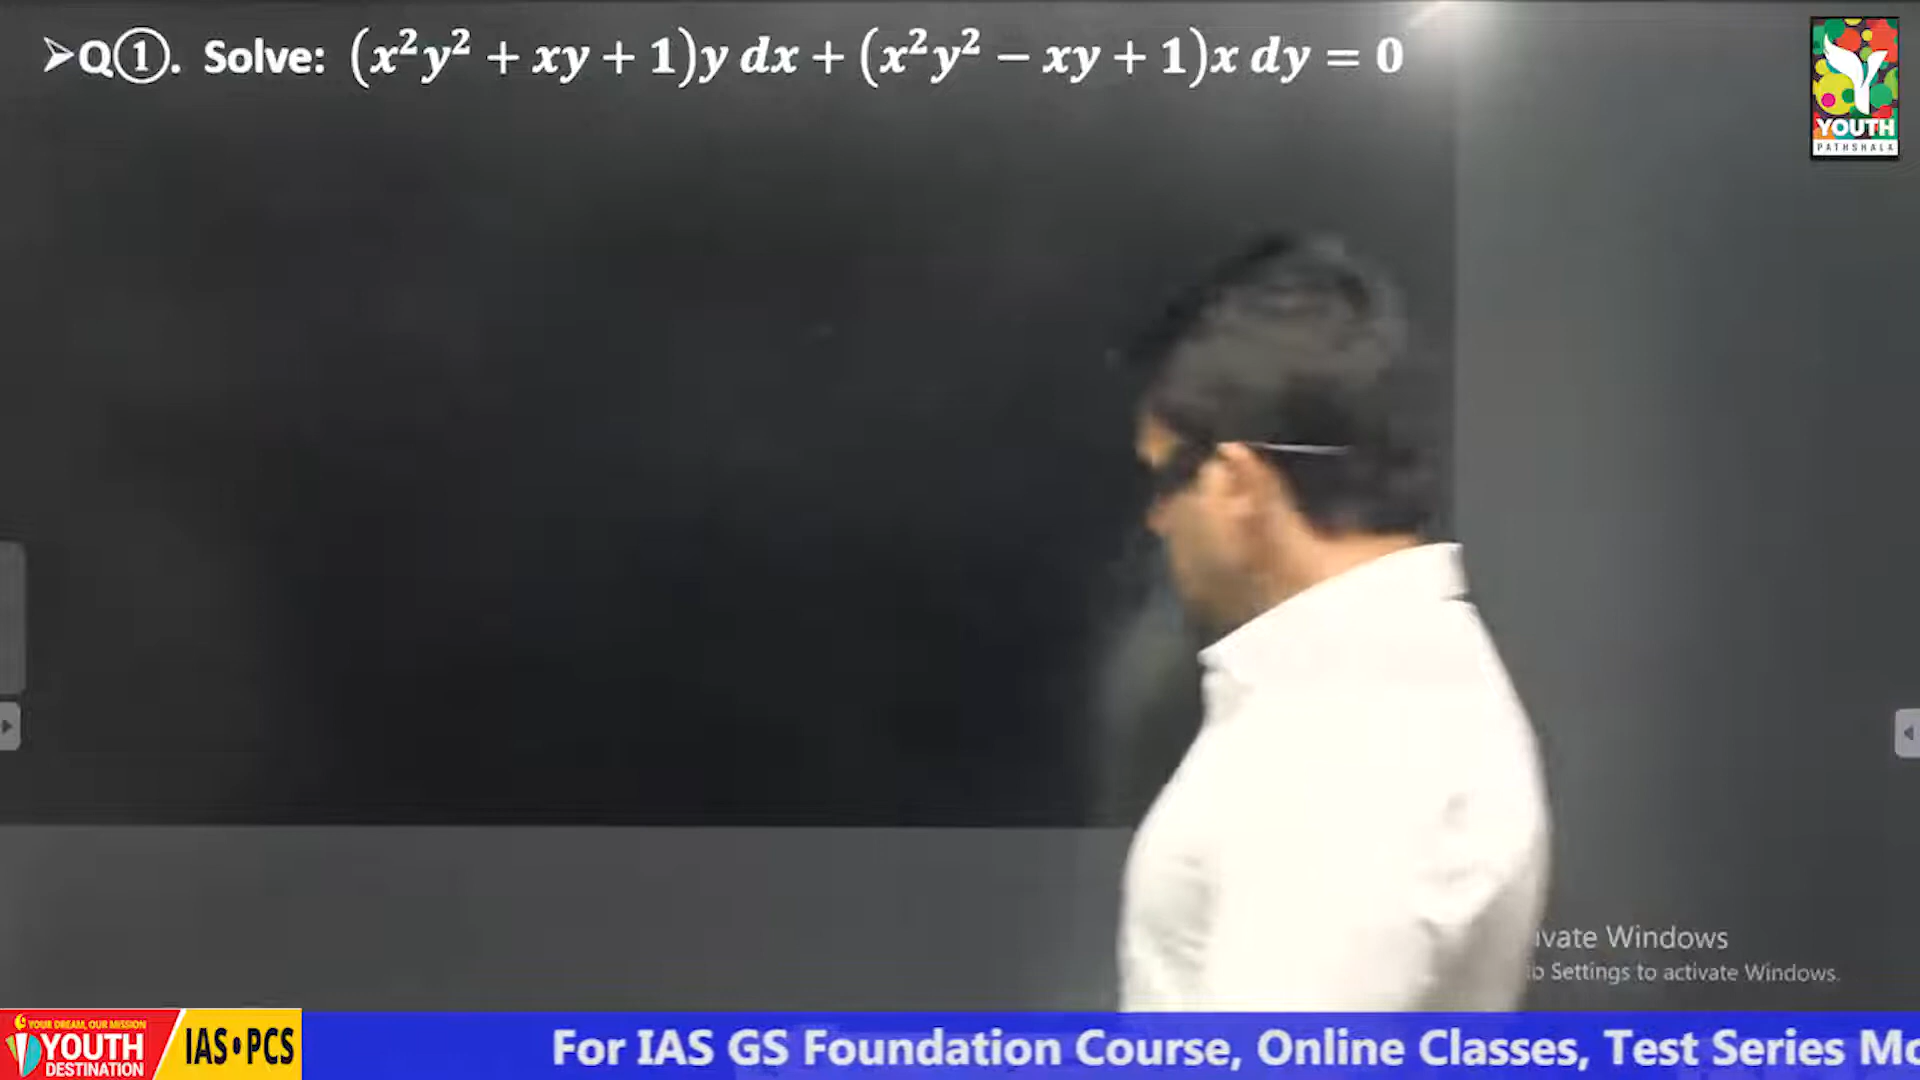 ➢Q①. Solve: (x²y² + xy + 1)y dx + (x²y² − xy + 1)x dy = 0
YOUTH
PATHSHALA
ivate Windows
Settings to activate Windows.
YOUR DREAM, OUR MISSION
YOUTH
DESTINATION
IAS•PCS
For IAS GS Foundation Course, Online Classes, Test Series